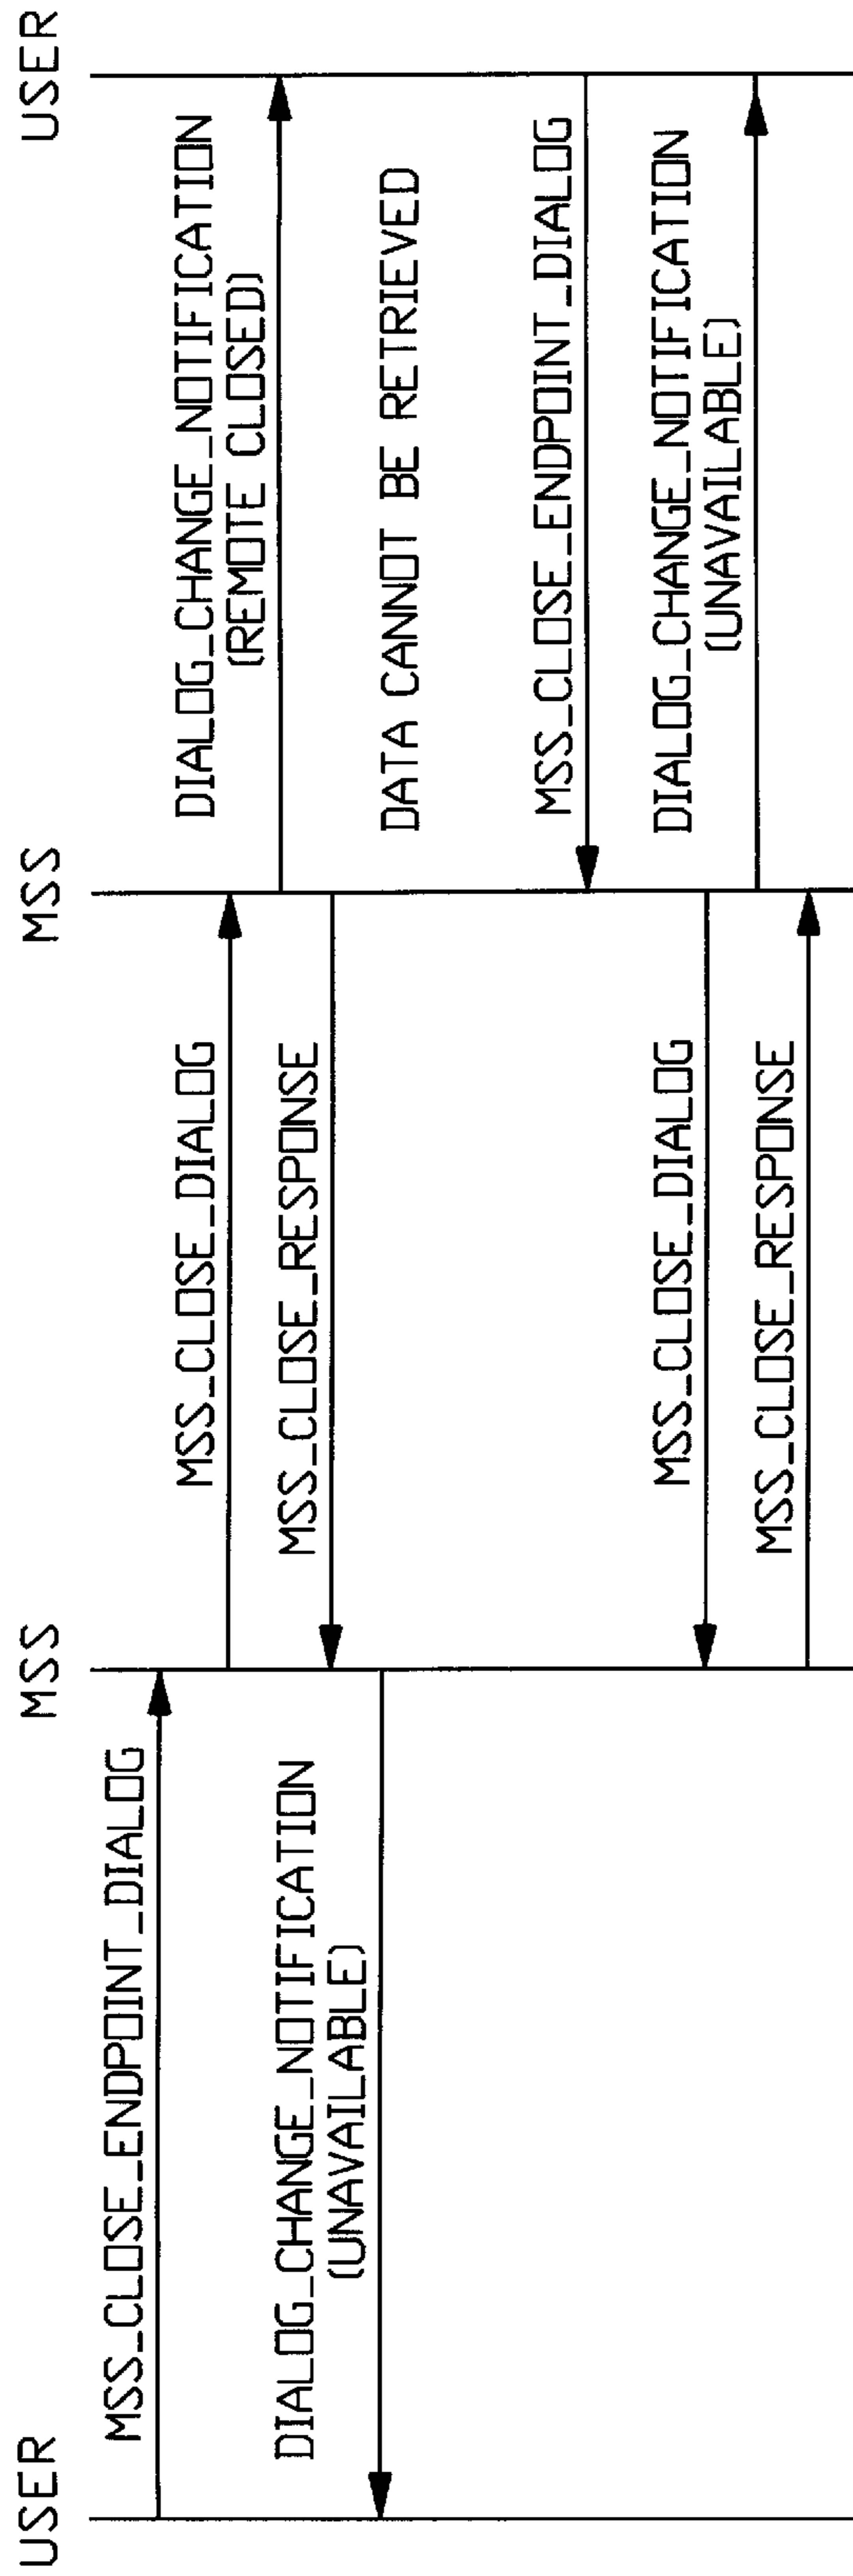 USER
MSS
MSS
USER
MSS_CLOSE_ENDPOINT_DIALOG
MSS_CLOSE_DIALOG
DIALOG_CHANGE_NOTIFICATION
(REMOTE CLOSED)
MSS_CLOSE_RESPONSE
DIALOG_CHANGE_NOTIFICATION
(UNAVAILABLE)
DATA CANNOT BE RETRIEVED
MSS_CLOSE_ENDPOINT_DIALOG
MSS_CLOSE_DIALOG
DIALOG_CHANGE_NOTIFICATION
(UNAVAILABLE)
MSS_CLOSE_RESPONSE